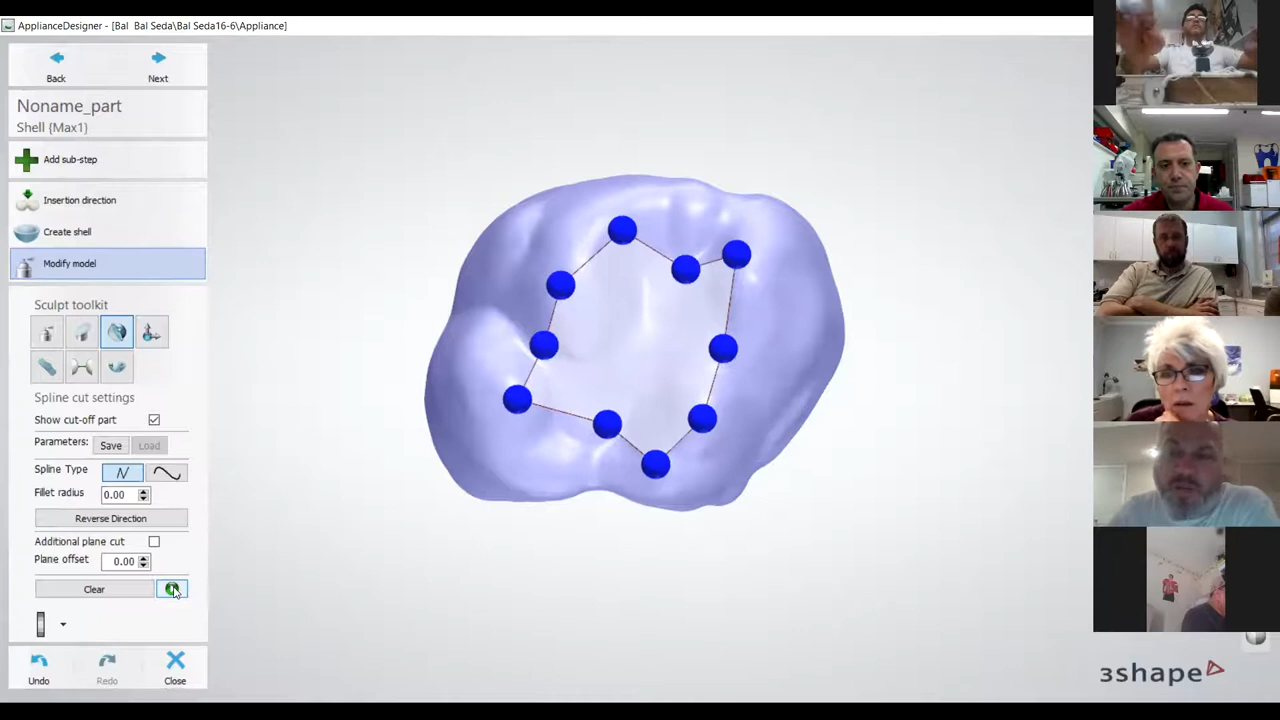 ApplianceDesigner - [Bal  Bal Seda\Bal Seda16-6\Appliance]
Back
Next
Noname_part
Shell {Max1}
Add sub-step
Insertion direction
Create shell
Modify model
Sculpt toolkit
Spline cut settings
Show cut-off part
Parameters: Save Load
Spline Type
Fillet radius 0.00
Reverse Direction
Additional plane cut
Plane offset 0.00
Clear
Undo
Redo
Close
3shape